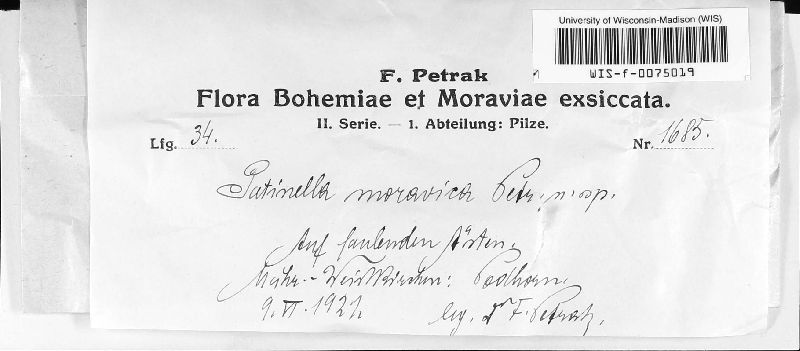 University of Wisconsin-Madison (WIS)
WIS-f-0075019
F. Petrak
Flora Bohemiae et Moraviae exsiccata.
II. Serie. — 1. Abteilung: Pilze.
Lfg. 34. Nr. 1685.
Patinella moravica Petr. n. sp.
Auf faulenden Ästen.
Mähr.-Weisskirchen: Podhorn.
9. VI. 1921 leg. Dr F. Petrak.